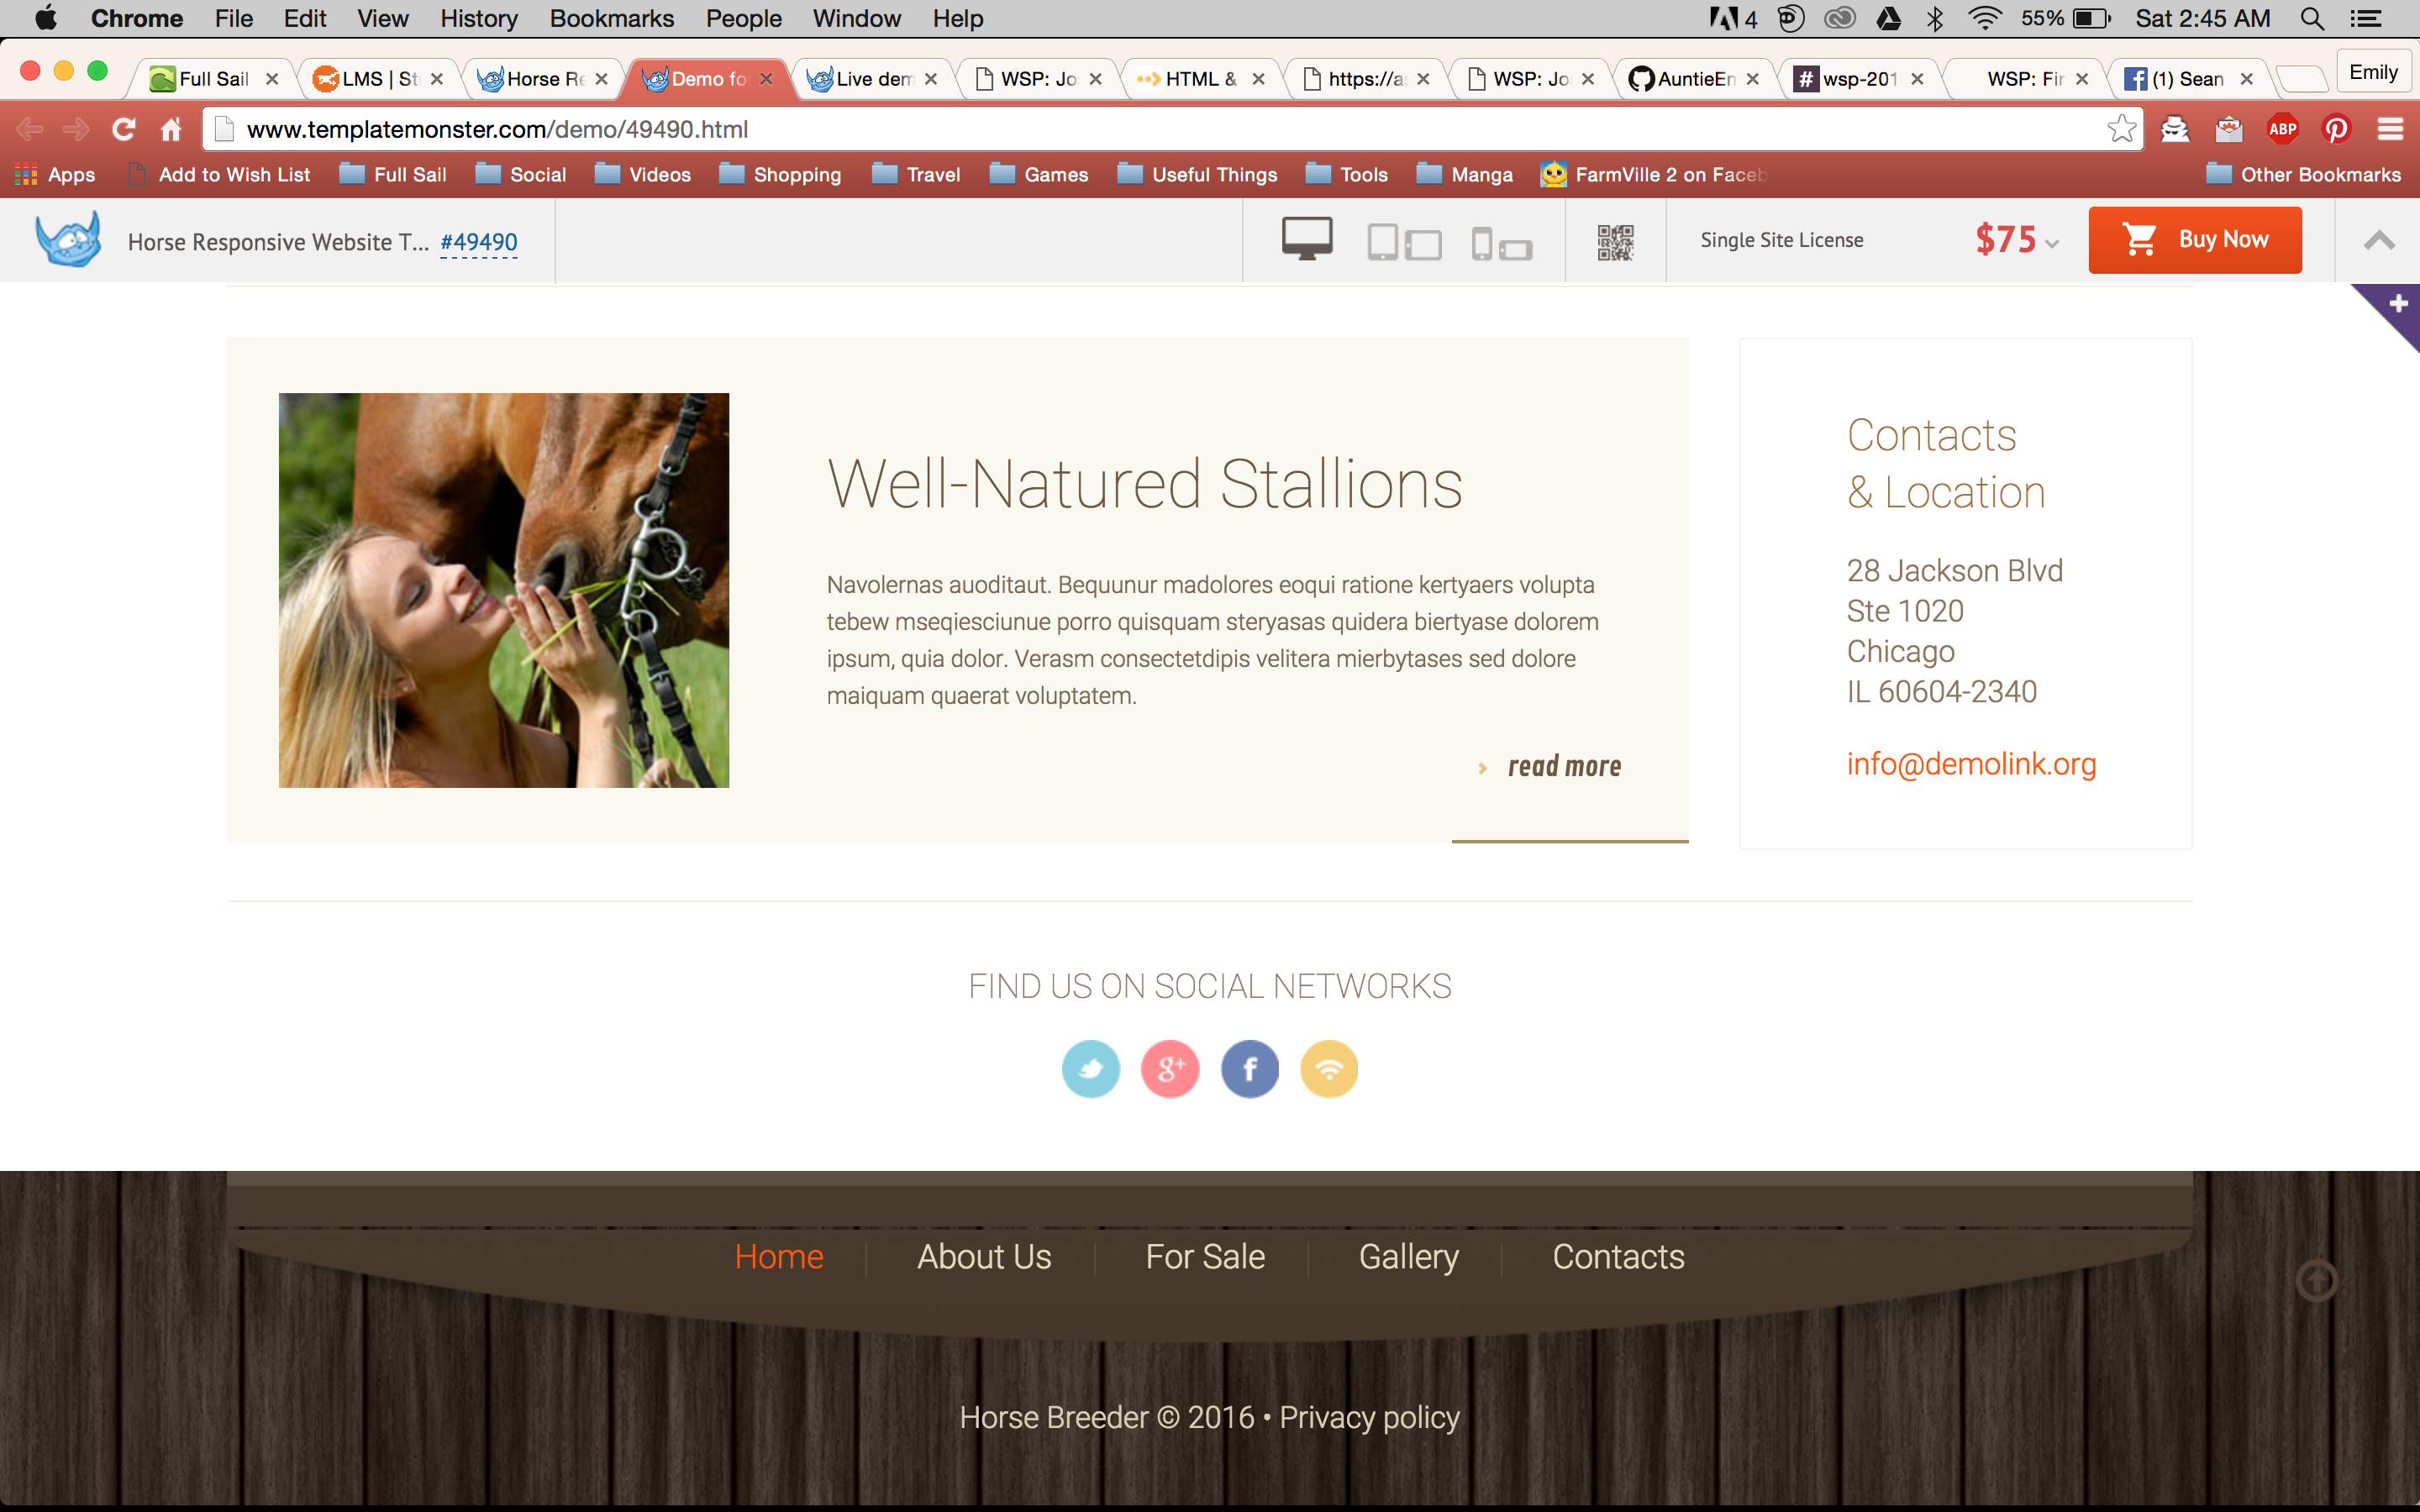 Chrome File Edit View History Bookmarks People Window Help 4 55% Sat 2:45 AM
Full Sail LMS | St Horse Re Demo fo Live dem WSP: Jo HTML & https://a WSP: Jo AuntieEm # wsp-201 WSP: Fir (1) Sean Emily
www.templatemonster.com/demo/49490.html ABP
Apps Add to Wish List Full Sail Social Videos Shopping Travel Games Useful Things Tools Manga FarmVille 2 on Faceb Other Bookmarks
Horse Responsive Website T... #49490 Single Site License $75 Buy Now
Well-Natured Stallions
Navolernas auoditaut. Bequunur madolores eoqui ratione kertyaers volupta
tebew mseqiesciunue porro quisquam steryasas quidera biertyase dolorem
ipsum, quia dolor. Verasm consectetdipis velitera mierbytases sed dolore
maiquam quaerat voluptatem.
read more
Contacts
& Location
28 Jackson Blvd
Ste 1020
Chicago
IL 60604-2340
info@demolink.org
FIND US ON SOCIAL NETWORKS
g+ f
Home About Us For Sale Gallery Contacts
Horse Breeder © 2016 • Privacy policy